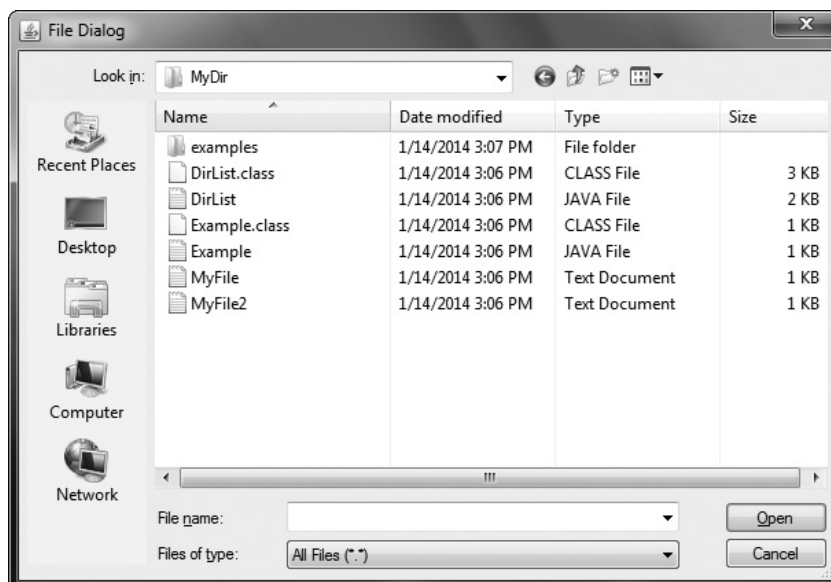 File Dialog
Look in: MyDir
Name Date modified Type Size
examples 1/14/2014 3:07 PM File folder
DirList.class 1/14/2014 3:06 PM CLASS File 3 KB
DirList 1/14/2014 3:06 PM JAVA File 2 KB
Example.class 1/14/2014 3:06 PM CLASS File 1 KB
Example 1/14/2014 3:06 PM JAVA File 1 KB
MyFile 1/14/2014 3:06 PM Text Document 1 KB
MyFile2 1/14/2014 3:06 PM Text Document 1 KB
Recent Places
Desktop
Libraries
Computer
Network
File name: Open
Files of type: All Files (*.*) Cancel